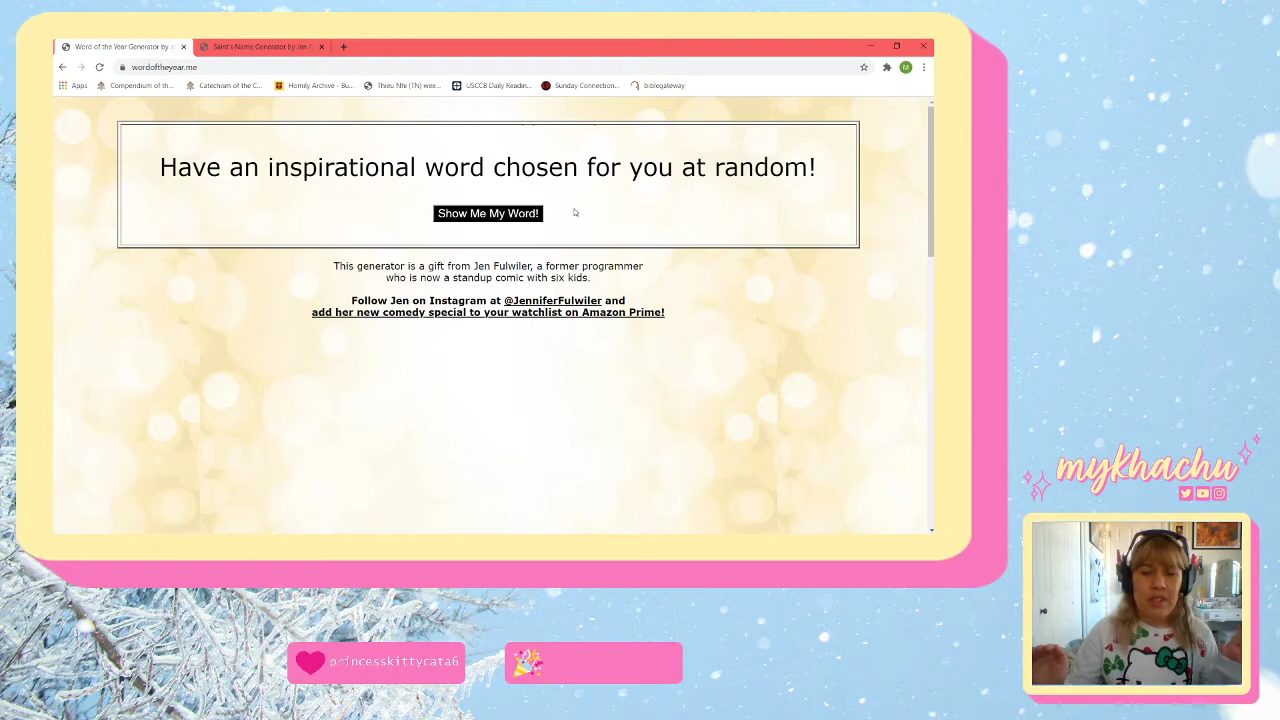 Word of the Year Generator by Je
Saint's Name Generator by Jen F
wordoftheyear.me
M
Apps
Compendium of th...
Catechism of the C...
Homily Archive – Bu...
Thieu Nhi (TN) wee...
USCCB Daily Readin...
Sunday Connection...
biblegateway
Have an inspirational word chosen for you at random!
Show Me My Word!
This generator is a gift from Jen Fulwiler, a former programmer
who is now a standup comic with six kids.
Follow Jen on Instagram at @JenniferFulwiler and
add her new comedy special to your watchlist on Amazon Prime!
mykhachu
princesskittycata6